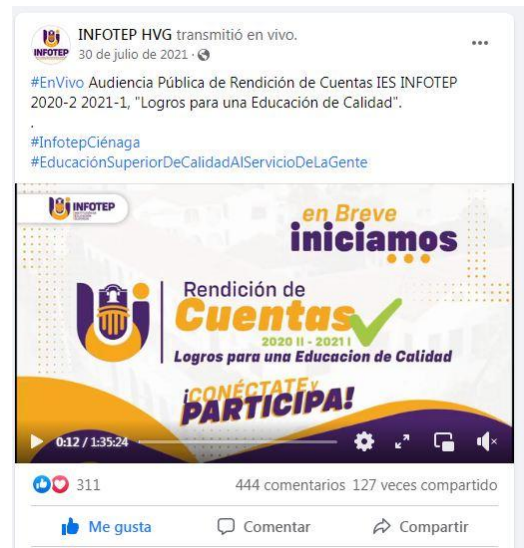 INFOTEP HVG transmitió en vivo.
INFOTEP
30 de julio de 2021 ·
#EnVivo Audiencia Pública de Rendición de Cuentas IES INFOTEP
2020-2 2021-1, "Logros para una Educación de Calidad".
.
#InfotepCiénaga
#EducaciónSuperiorDeCalidadAlServicioDeLaGente
INFOTEP
en Breve
iniciamos
Rendición de
Cuentas
2020 II - 2021 I
Logros para una Educacion de Calidad
¡CONÉCTATE Y
PARTICIPA!
0:12 / 1:35:24
311
444 comentarios 127 veces compartido
Me gusta
Comentar
Compartir